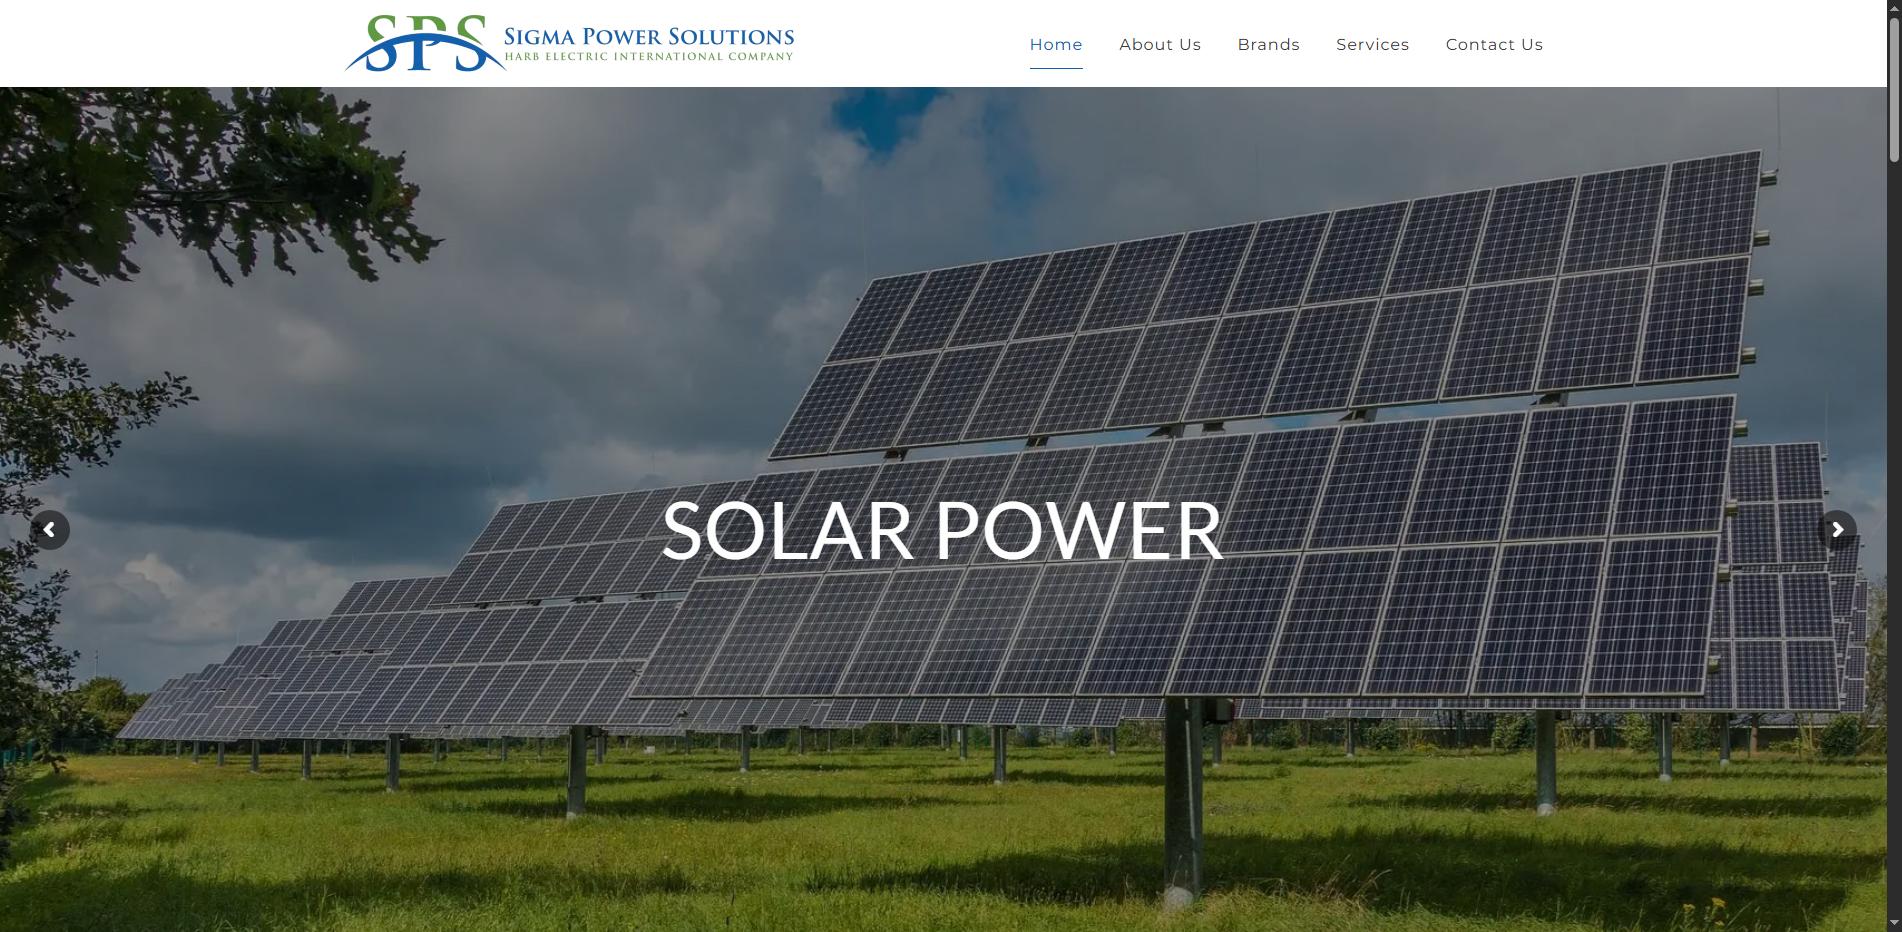 SPS
SIGMA POWER SOLUTIONS
HARB ELECTRIC INTERNATIONAL COMPANY
Home
About Us
Brands
Services
Contact Us
SOLAR POWER